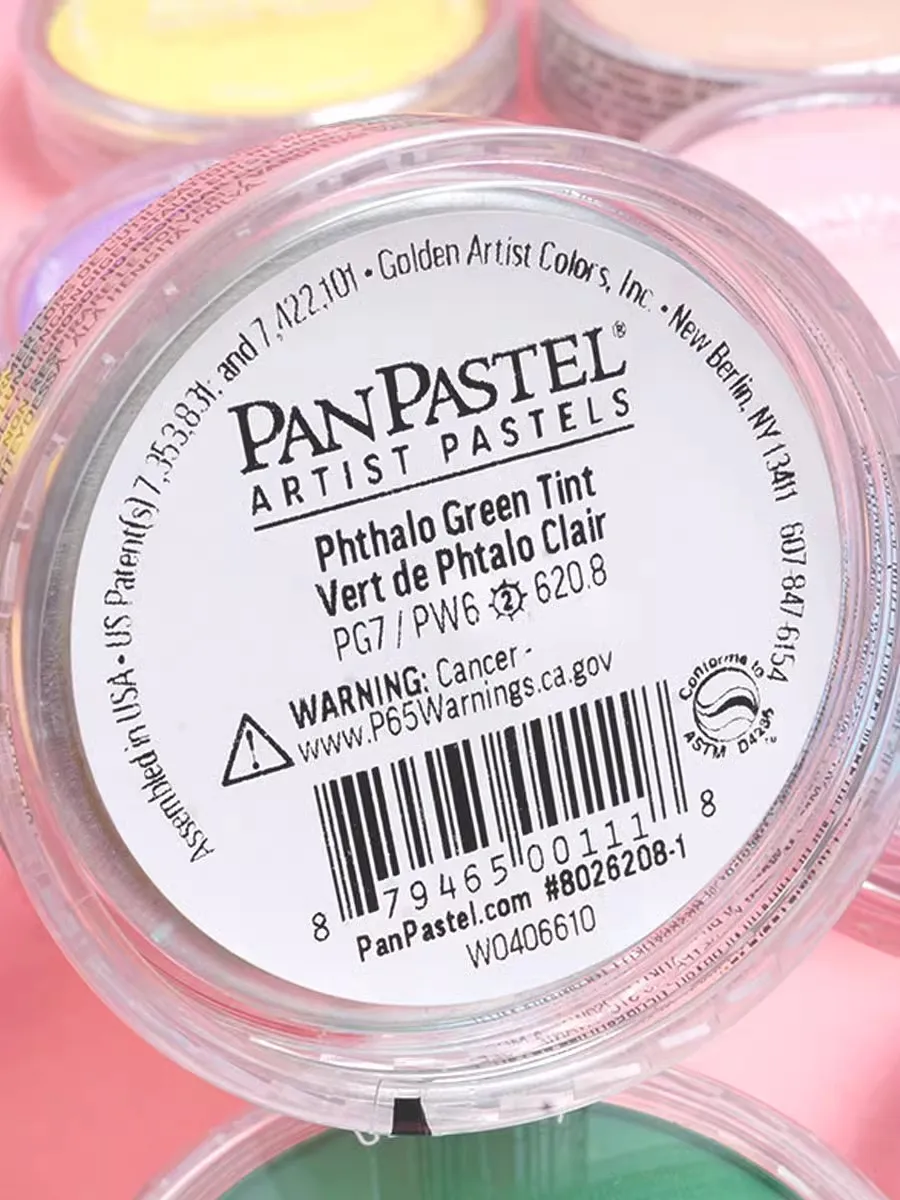 Assembled in USA • US Patent(s) 7,353,831. and 7,422,101 • Golden Artist Colors, Inc. • New Berlin, NY 13411 607-847-6154
PANPASTEL®
ARTIST PASTELS
Phthalo Green Tint
Vert de Phtalo Clair
PG7 / PW6 2 620.8
WARNING: Cancer -
www.P65Warnings.ca.gov
Conforms to
ASTM D4236
8 79465 00111 8
PanPastel.com #8026208-1
W0406610